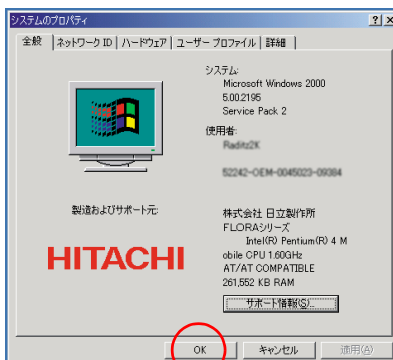 システムのプロパティ
全般
ネットワーク ID
ハードウェア
ユーザー プロファイル
詳細
システム:
Microsoft Windows 2000
5.00.2195
Service Pack 2
使用者:
Raditz2K
52242-OEM-0045023-09384
製造およびサポート元:
HITACHI
株式会社 日立製作所
FLORAシリーズ
Intel(R) Pentium(R) 4 M
obile CPU 1.60GHz
AT/AT COMPATIBLE
261,552 KB RAM
サポート情報(S)...
OK
キャンセル
適用(A)